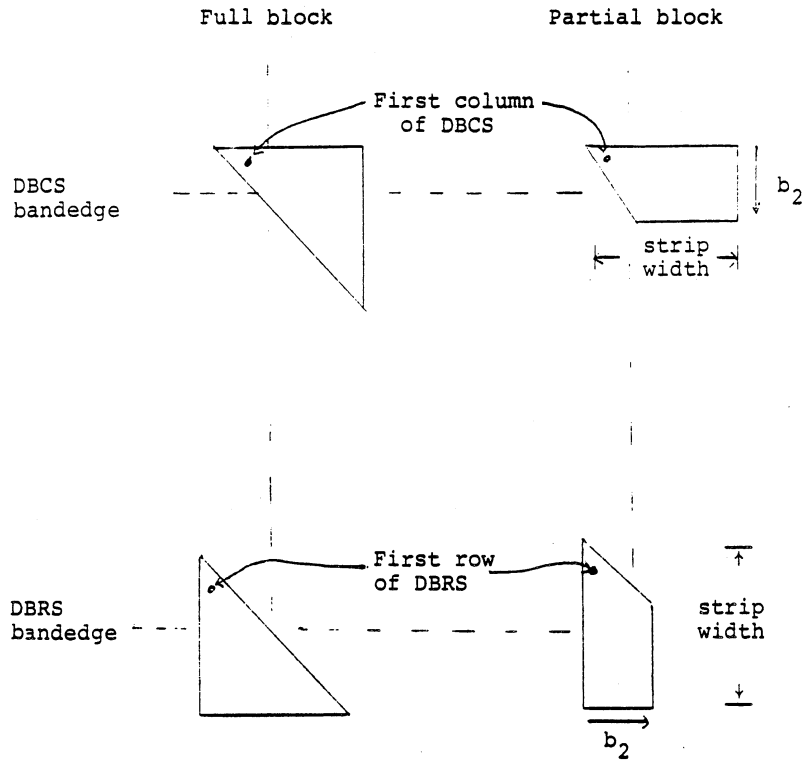 Full block
Partial block
First column
of DBCS
DBCS
bandedge
b2
strip
width
First row
of DBRS
DBRS
bandedge
strip
width
b2